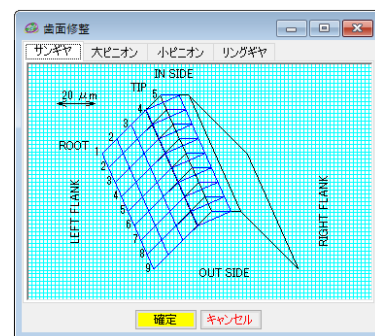 歯面修整
サンギヤ 大ピニオン 小ピニオン リングギヤ
IN SIDE
TIP 5
20 μm
4
3
2
ROOT 1
2
3
4
5
6
7
8
9
LEFT FLANK
RIGHT FLANK
OUT SIDE
確定 キャンセル